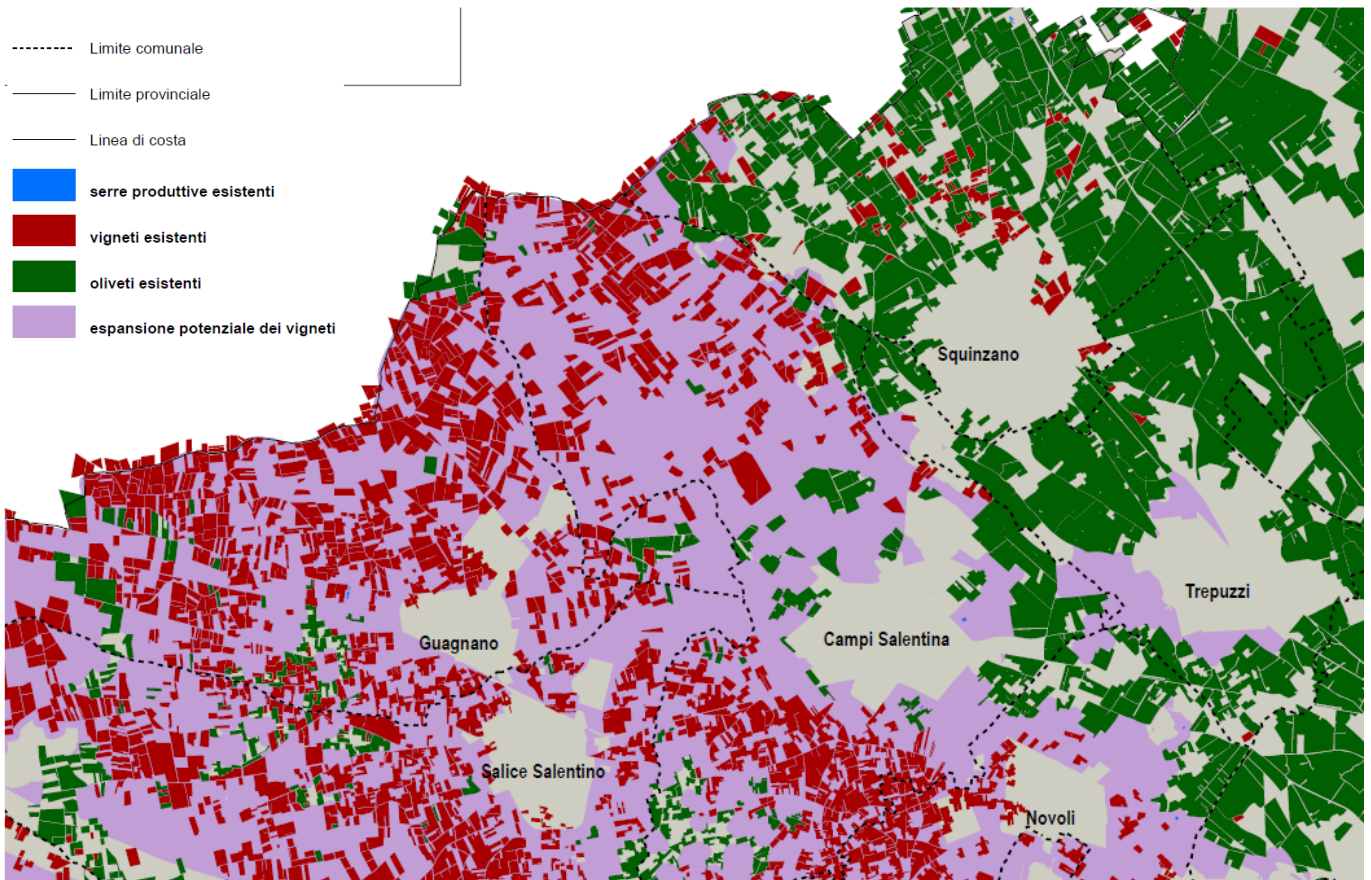 Limite comunale
Limite provinciale
Linea di costa
serre produttive esistenti
vigneti esistenti
oliveti esistenti
espansione potenziale dei vigneti
Squinzano
Trepuzzi
Campi Salentina
Guagnano
Salice Salentino
Novoli